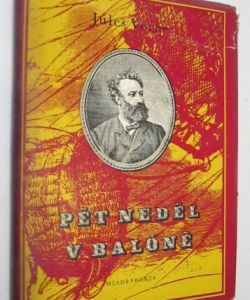 Jules Verne
PĚT NEDĚL
V BALONĚ
MLADÁ FRONTA